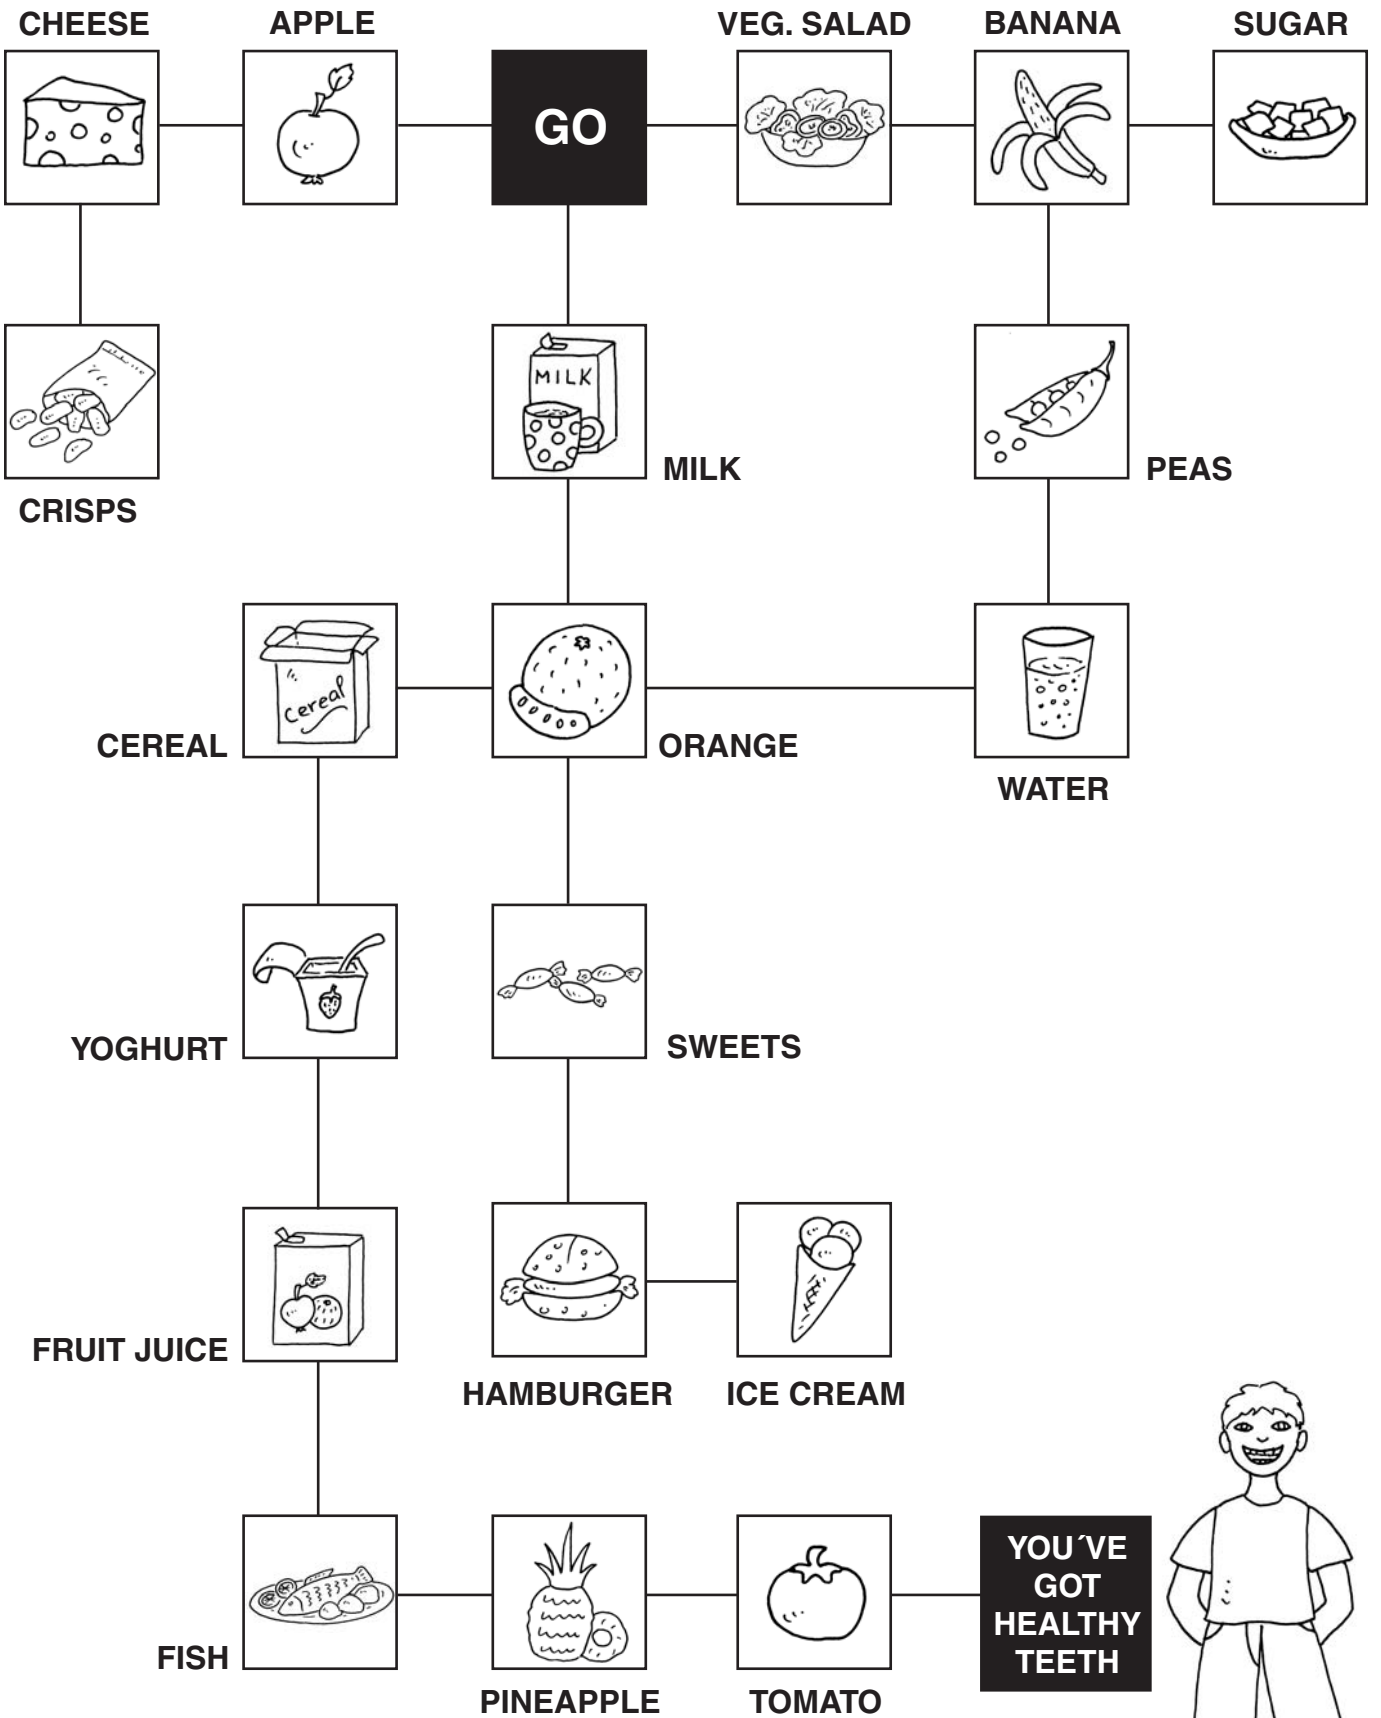 CHEESE
APPLE
VEG. SALAD
BANANA
SUGAR
GO
MILK
MILK
PEAS
CRISPS
cereal
CEREAL
ORANGE
WATER
YOGHURT
SWEETS
FRUIT JUICE
HAMBURGER
ICE CREAM
YOU´VE
GOT
HEALTHY
TEETH
FISH
PINEAPPLE
TOMATO